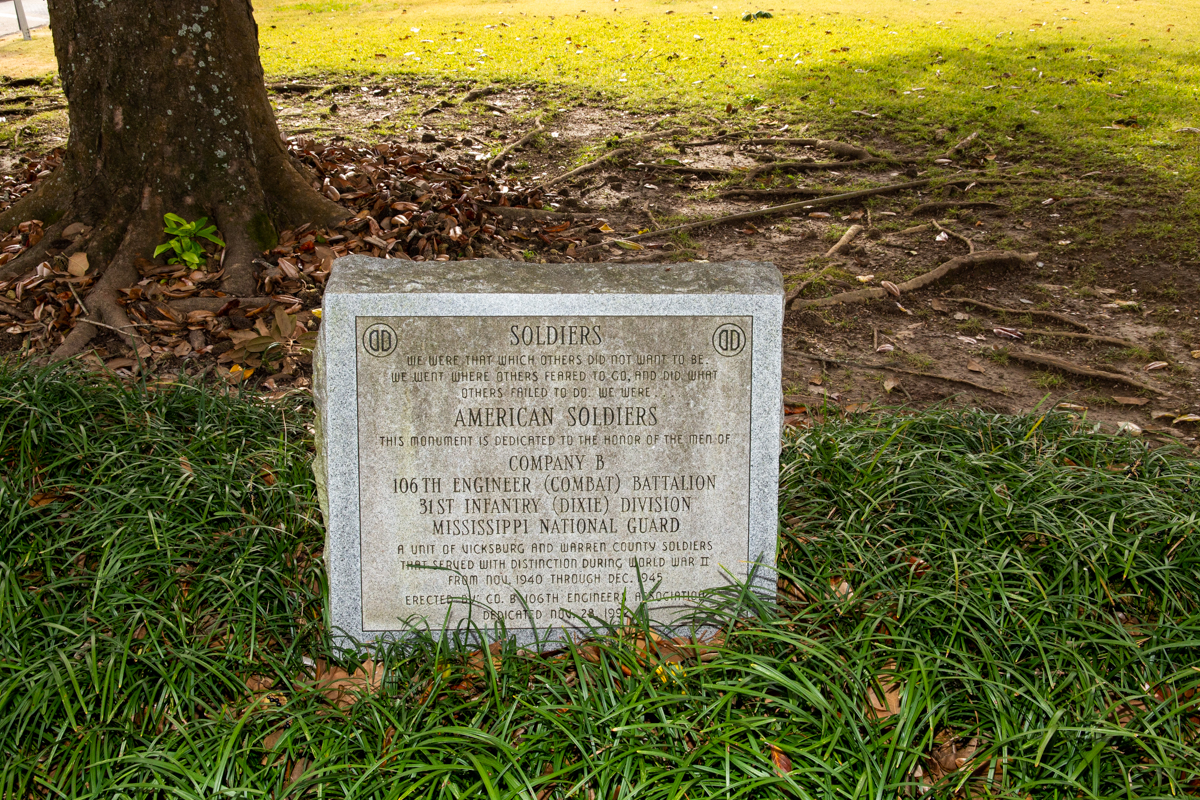 DD SOLDIERS DD
WE WERE THAT WHICH OTHERS DID NOT WANT TO BE.
WE WENT WHERE OTHERS FEARED TO GO, AND DID WHAT
OTHERS FAILED TO DO. WE WERE . . . .
AMERICAN SOLDIERS
THIS MONUMENT IS DEDICATED TO THE HONOR OF THE MEN OF
COMPANY B
106TH ENGINEER (COMBAT) BATTALION
31ST INFANTRY (DIXIE) DIVISION
MISSISSIPPI NATIONAL GUARD
A UNIT OF VICKSBURG AND WARREN COUNTY SOLDIERS
THAT SERVED WITH DISTINCTION DURING WORLD WAR II
FROM NOV. 1940 THROUGH DEC. 1945
ERECTED BY CO. B 106TH ENGINEERS ASSOCIATION
DEDICATED NOV. 28,